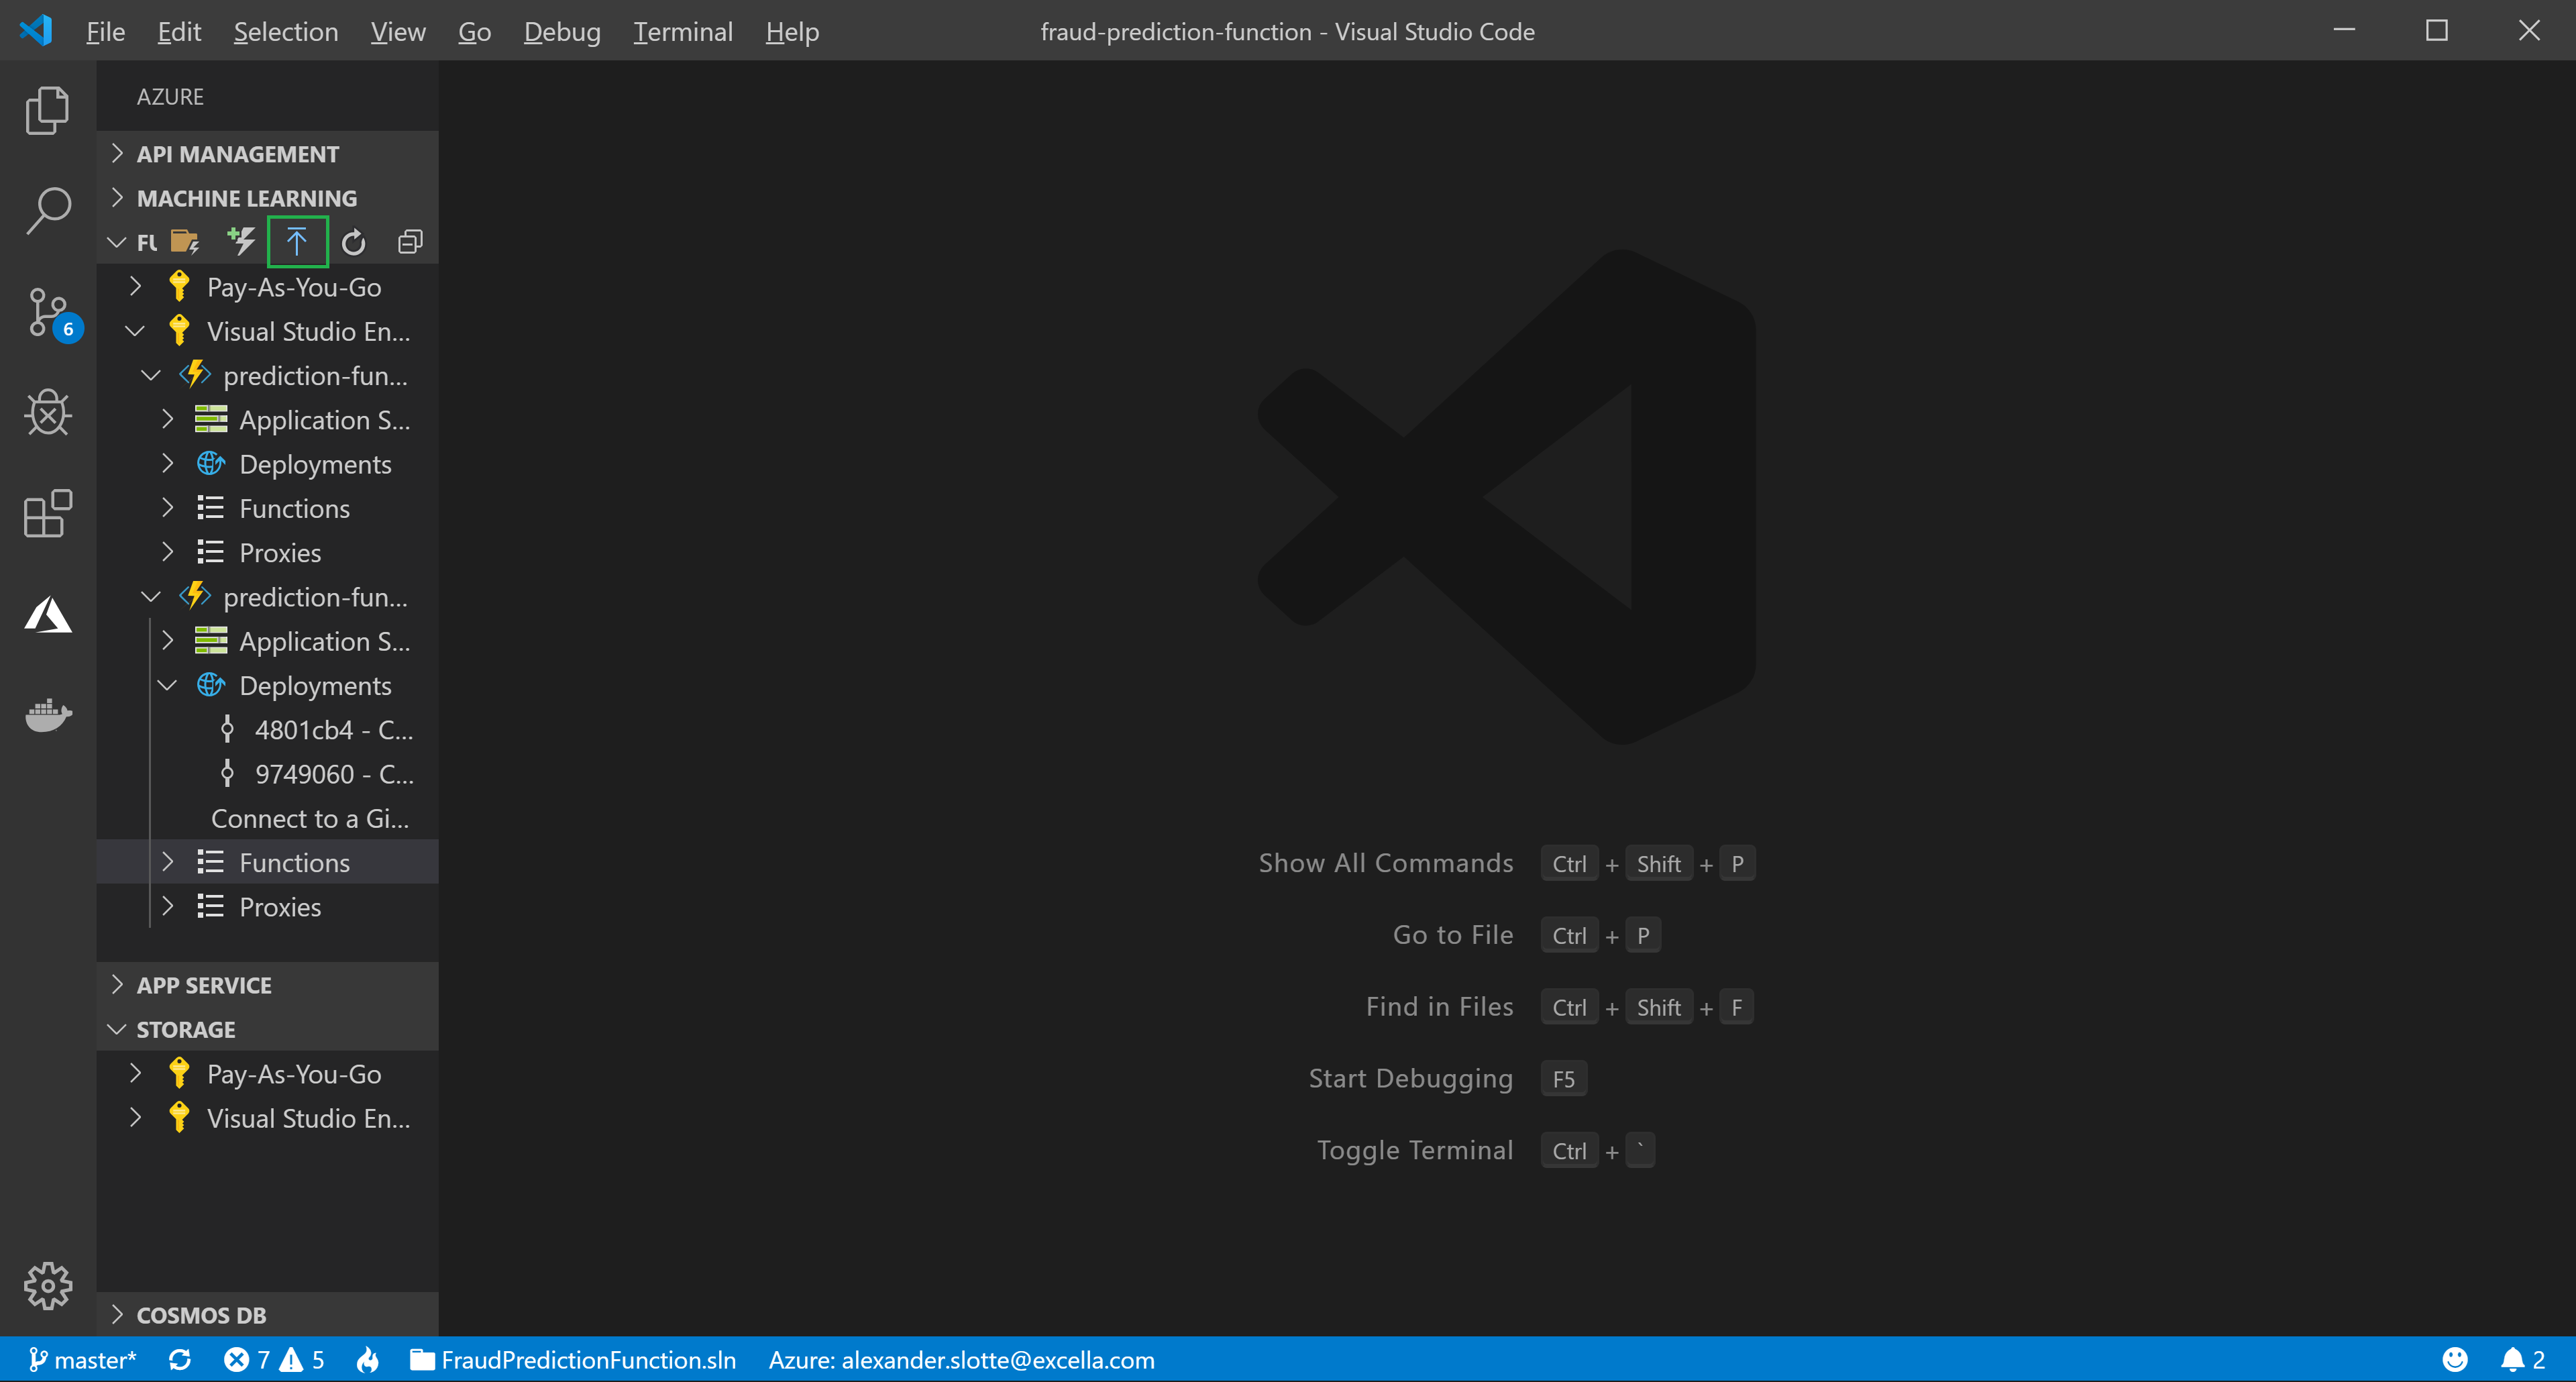 File Edit Selection View Go Debug Terminal Help fraud-prediction-function - Visual Studio Code
AZURE
API MANAGEMENT
MACHINE LEARNING
FU
Pay-As-You-Go
Visual Studio En...
prediction-fun...
Application S...
Deployments
Functions
Proxies
prediction-fun...
Application S...
Deployments
4801cb4 - C...
9749060 - C...
Connect to a Gi...
Functions
Proxies
APP SERVICE
STORAGE
Pay-As-You-Go
Visual Studio En...
COSMOS DB
6
Show All Commands Ctrl + Shift + P
Go to File Ctrl + P
Find in Files Ctrl + Shift + F
Start Debugging F5
Toggle Terminal Ctrl + `
master* 7 5 FraudPredictionFunction.sln Azure: alexander.slotte@excella.com 2